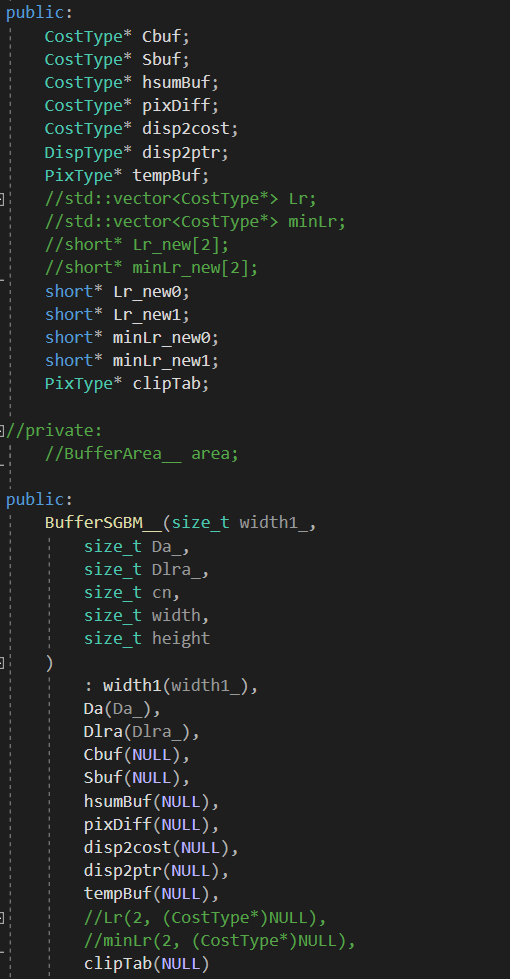 public:
CostType* Cbuf;
CostType* Sbuf;
CostType* hsumBuf;
CostType* pixDiff;
CostType* disp2cost;
DispType* disp2ptr;
PixType* tempBuf;
//std::vector<CostType*> Lr;
//std::vector<CostType*> minLr;
//short* Lr_new[2];
//short* minLr_new[2];
short* Lr_new0;
short* Lr_new1;
short* minLr_new0;
short* minLr_new1;
PixType* clipTab;
//private:
//BufferArea__ area;
public:
BufferSGBM__(size_t width1_,
size_t Da_,
size_t Dlra_,
size_t cn,
size_t width,
size_t height
)
: width1(width1_),
Da(Da_),
Dlra(Dlra_),
Cbuf(NULL),
Sbuf(NULL),
hsumBuf(NULL),
pixDiff(NULL),
disp2cost(NULL),
disp2ptr(NULL),
tempBuf(NULL),
//Lr(2, (CostType*)NULL),
//minLr(2, (CostType*)NULL),
clipTab(NULL)